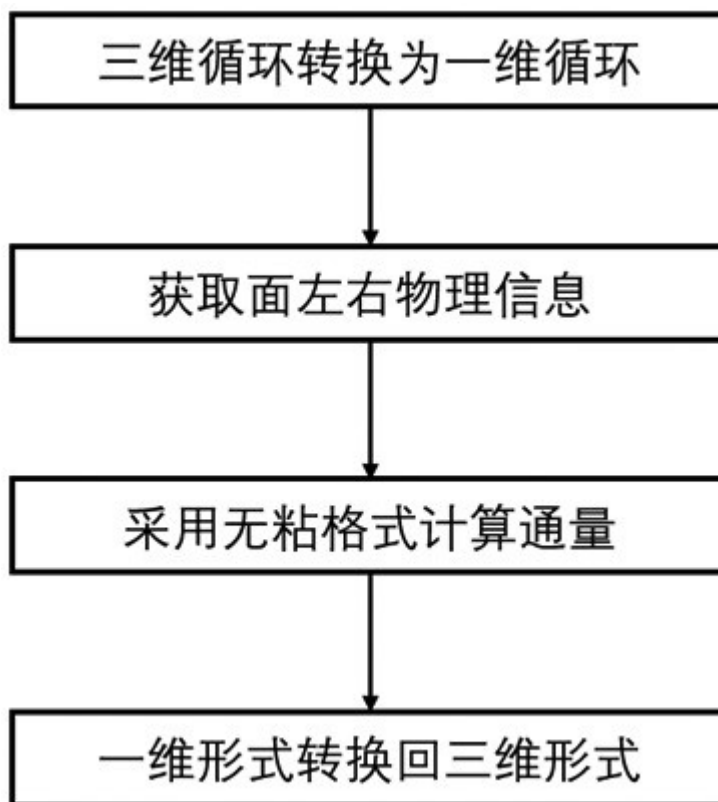 三维循环转换为一维循环
获取面左右物理信息
采用无粘格式计算通量
一维形式转换回三维形式